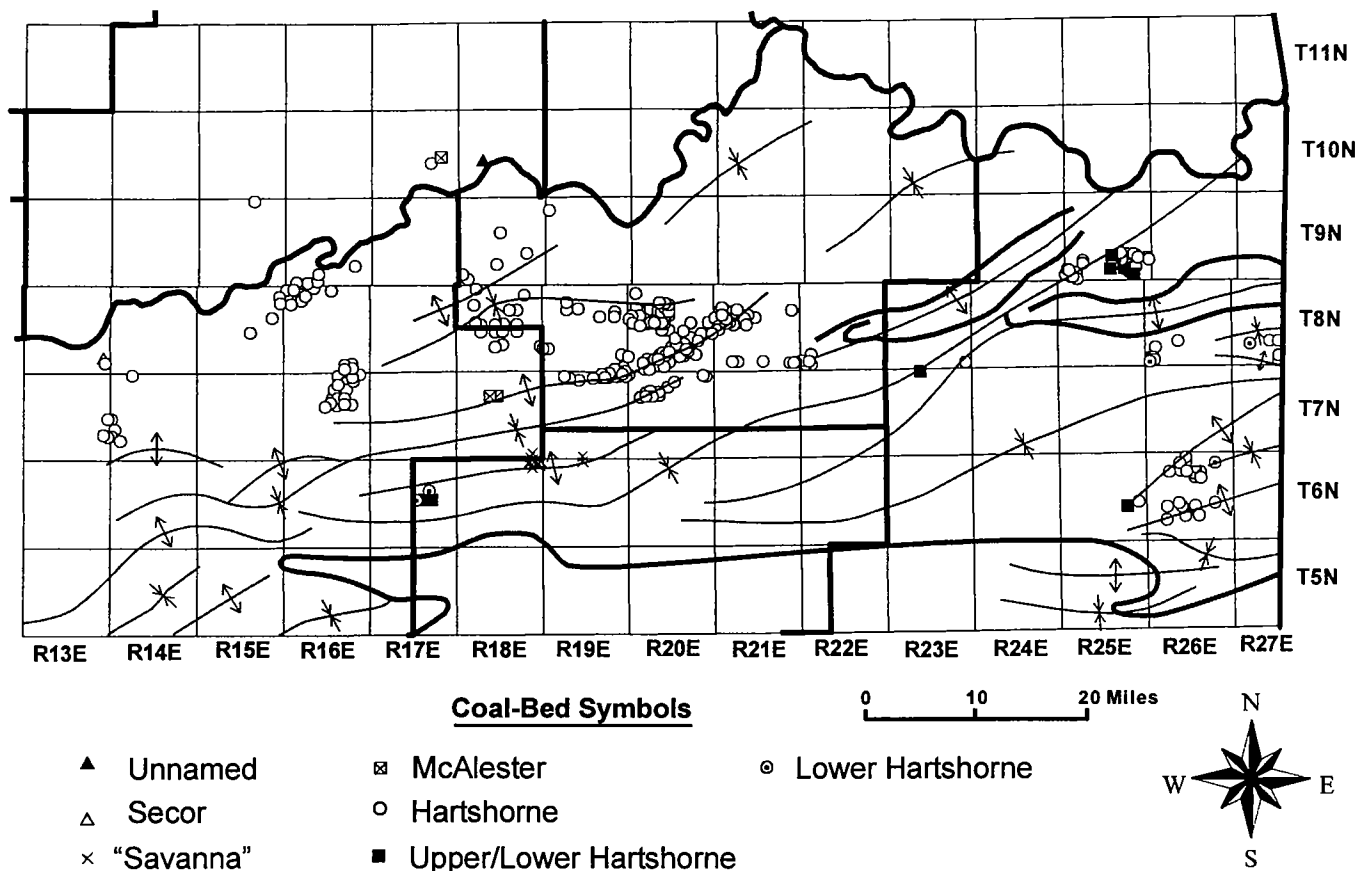 T11N
T10N
T9N
T8N
T7N
T6N
T5N
R13E R14E R15E R16E R17E R18E R19E R20E R21E R22E R23E R24E R25E R26E R27E
Coal-Bed Symbols
0 10 20 Miles
N
W E
S
Unnamed McAlester Lower Hartshorne
Secor Hartshorne
“Savanna” Upper/Lower Hartshorne